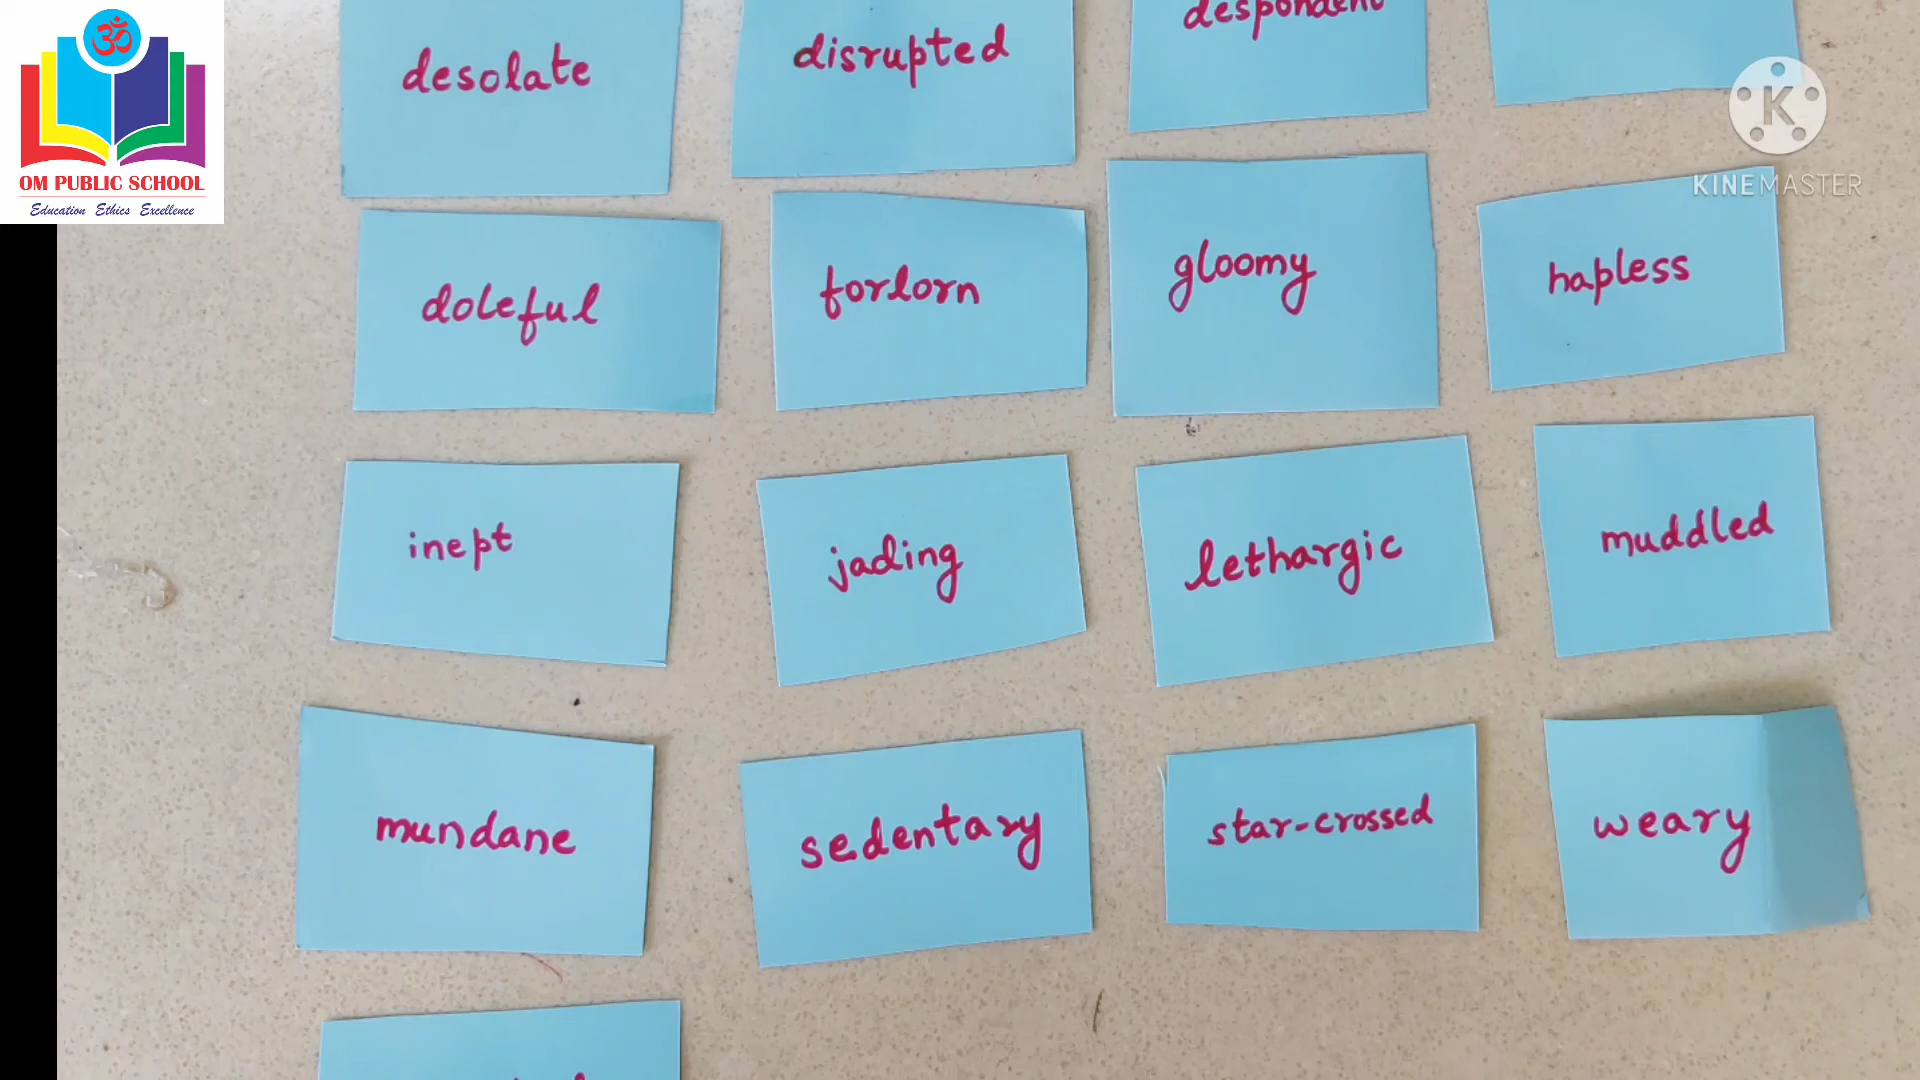 ॐ
OM PUBLIC SCHOOL
Education Ethics Excellence
K
KINEMASTER
desolate
disrupted
despondent
doleful
forlorn
gloomy
hapless
inept
jading
lethargic
muddled
mundane
sedentary
star-crossed
weary